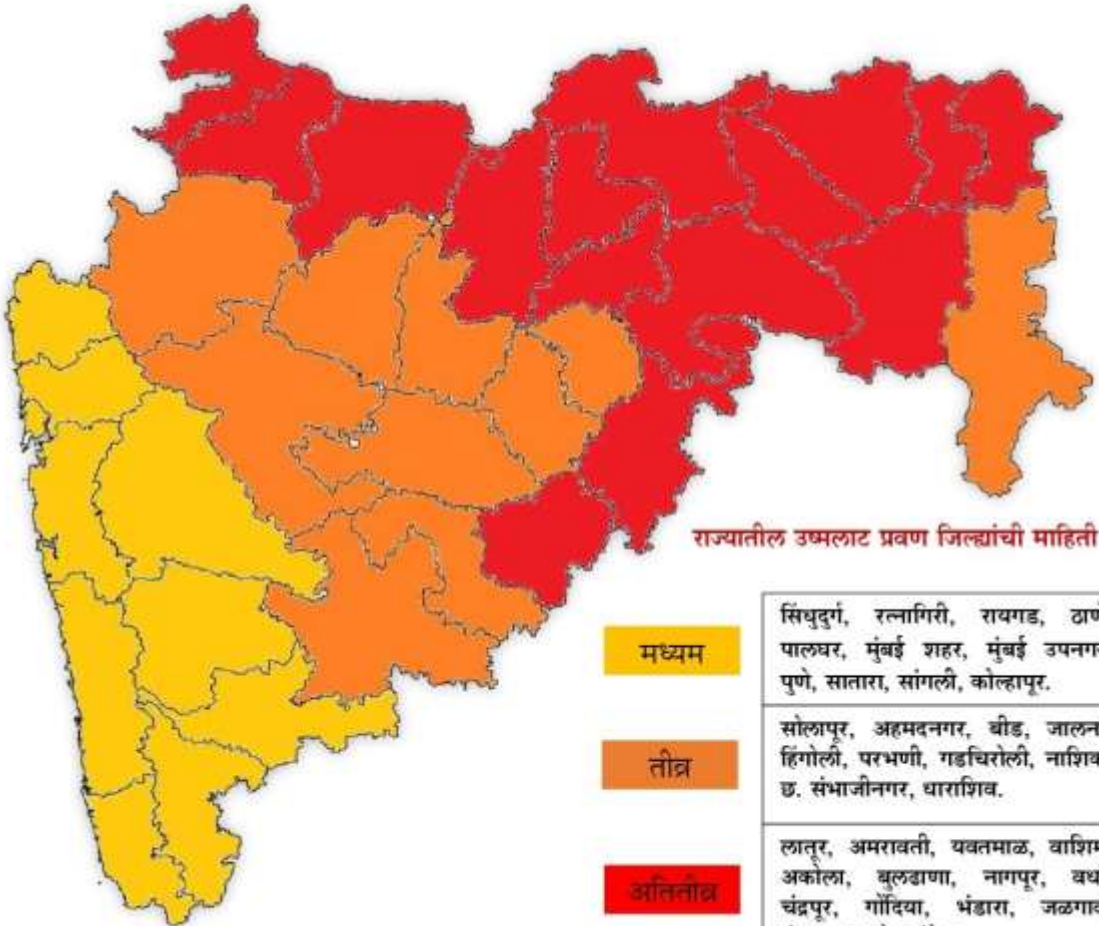 राज्यातील उष्मलाट प्रवण जिल्ह्यांची माहिती
मध्यम
सिंधुदुर्ग, रत्नागिरी, रायगड,
पालघर, मुंबई शहर, मुंबई
पुणे, सातारा, सांगली, कोल्हापूर.
तीव्र
सोलापूर, अहमदनगर, बीड,
हिंगोली, परभणी, गडचिरोली,
छ. संभाजीनगर, धाराशिव.
अतितीव्र
लातूर, अमरावती, यवतमाळ,
अकोला, बुलढाणा, नागपूर,
चंद्रपूर, गोंदिया, भंडारा,